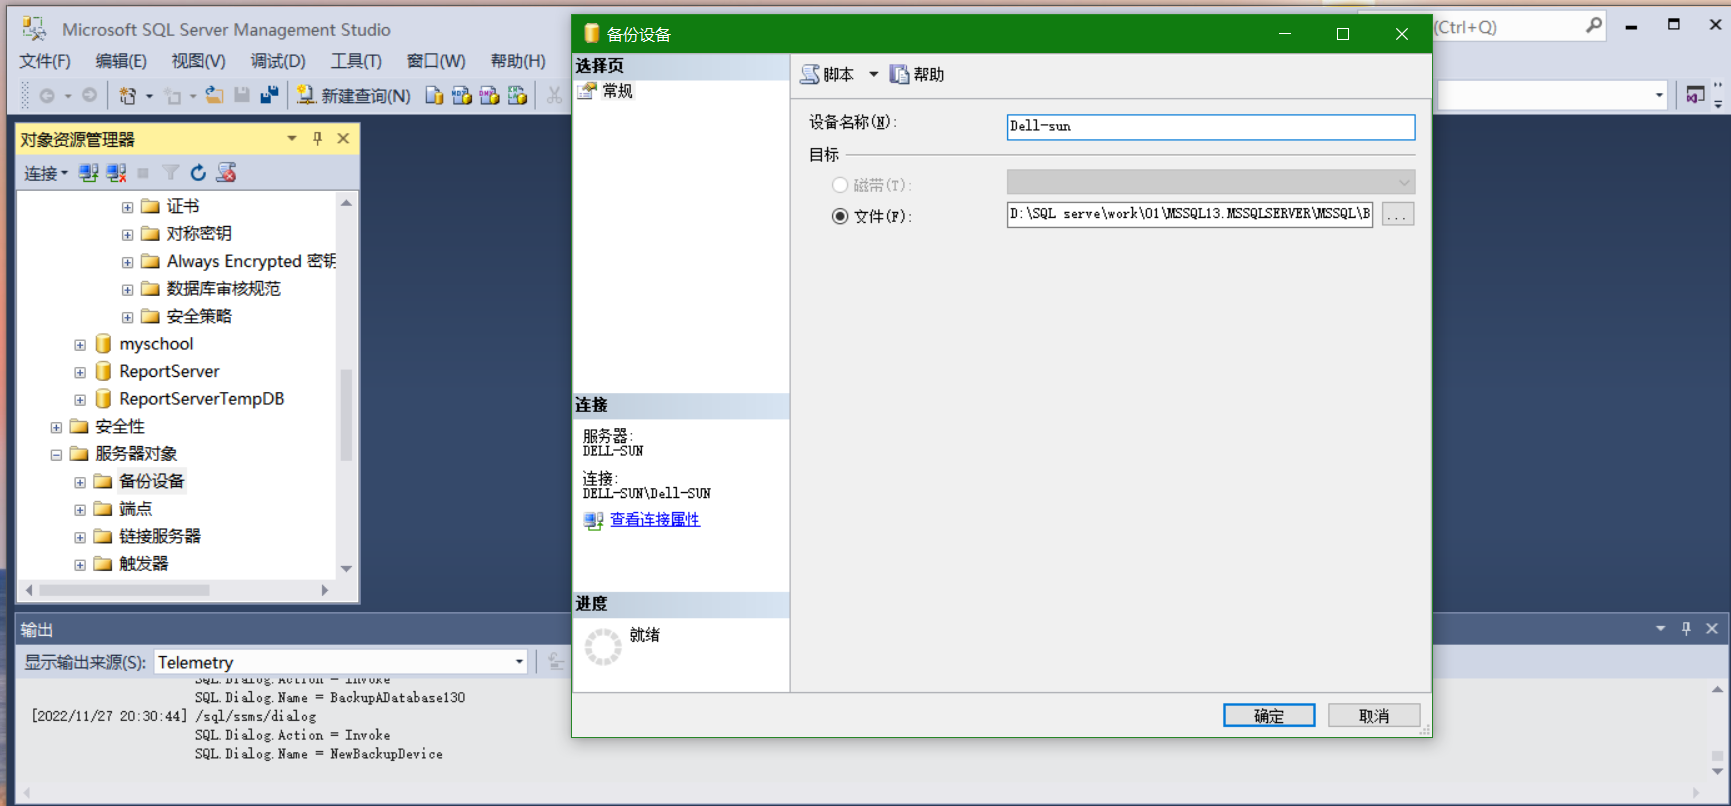 Microsoft SQL Server Management Studio
(Ctrl+Q)
文件(F) 编辑(E) 视图(V) 调试(D) 工具(T) 窗口(W) 帮助(H)
新建查询(N)
对象资源管理器
连接
证书
对称密钥
Always Encrypted 密钥
数据库审核规范
安全策略
myschool
ReportServer
ReportServerTempDB
安全性
服务器对象
备份设备
端点
链接服务器
触发器
备份设备
选择页
常规
脚本 帮助
设备名称(N):
Dell-sun
目标
磁带(T):
文件(F):
D:\SQL serve\work\01\MSSQL13.MSSQLSERVER\MSSQL\B
...
连接
服务器:
DELL-SUN
连接:
DELL-SUN\Dell-SUN
查看连接属性
进度
就绪
确定 取消
输出
显示输出来源(S): Telemetry
SQL.Dialog.Action = Invoke
SQL.Dialog.Name = BackupADatabase130
[2022/11/27 20:30:44] /sql/ssms/dialog
SQL.Dialog.Action = Invoke
SQL.Dialog.Name = NewBackupDevice